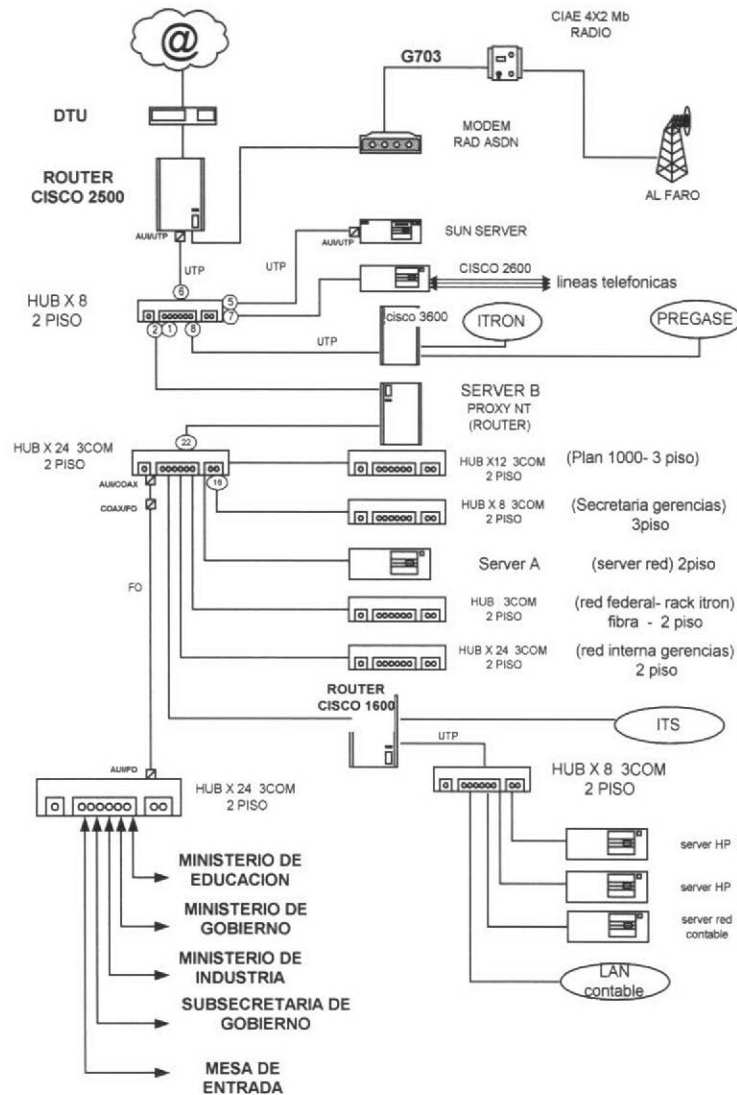 @
CIAE 4X2 Mb
RADIO
G703
DTU
MODEM
RAD ASDN
ROUTER
CISCO 2500
AL FARO
AUI/UTP
SUN SERVER
AUI/UTP
UTP
UTP
CISCO 2600
lineas telefonicas
HUB X 8
2 PISO
6
5
7
2
1
8
cisco 3600
ITRON
PREGASE
UTP
SERVER B
PROXY NT
(ROUTER)
22
HUB X 24 3COM
2 PISO
HUB X12 3COM
2 PISO
(Plan 1000- 3 piso)
AUI/COAX
16
COAX/FO
HUB X 8 3COM
2 PISO
(Secretaria gerencias)
3piso
Server A
(server red) 2piso
FO
HUB 3COM
2 PISO
(red federal- rack itron)
fibra - 2 piso
HUB X 24 3COM
2 PISO
(red interna gerencias)
2 piso
ROUTER
CISCO 1600
ITS
UTP
AUI/FO
HUB X 24 3COM
2 PISO
HUB X 8 3COM
2 PISO
server HP
server HP
server red
contable
LAN
contable
MINISTERIO DE
EDUCACION
MINISTERIO DE
GOBIERNO
MINISTERIO DE
INDUSTRIA
SUBSECRETARIA DE
GOBIERNO
MESA DE
ENTRADA